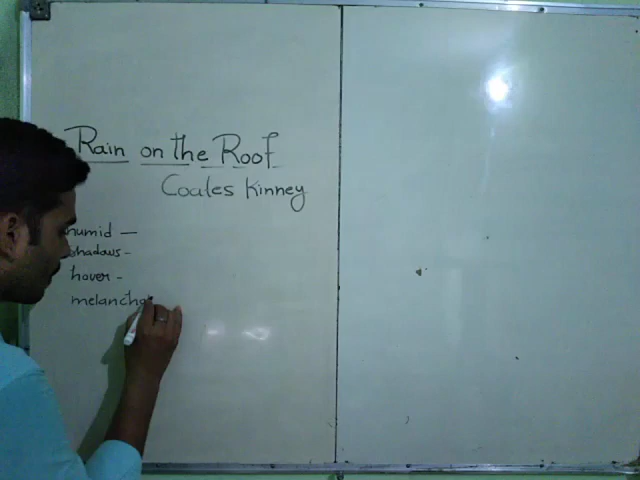 Rain on the Roof
Coales Kinney
humid —
shadows -
hover -
melancho